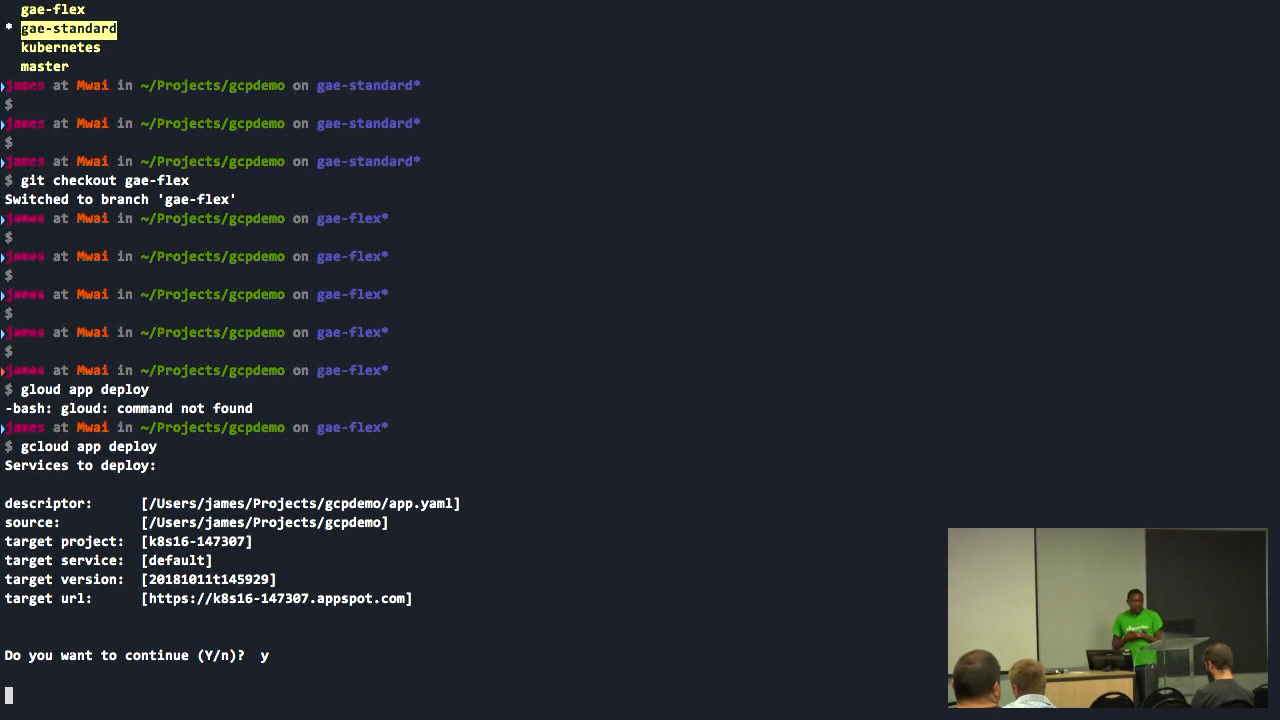 gae-flex
* gae-standard
kubernetes
master
james at Mwai in ~/Projects/gcpdemo on gae-standard*
$
james at Mwai in ~/Projects/gcpdemo on gae-standard*
$
james at Mwai in ~/Projects/gcpdemo on gae-standard*
$ git checkout gae-flex
Switched to branch 'gae-flex'
james at Mwai in ~/Projects/gcpdemo on gae-flex*
$
james at Mwai in ~/Projects/gcpdemo on gae-flex*
$
james at Mwai in ~/Projects/gcpdemo on gae-flex*
$
james at Mwai in ~/Projects/gcpdemo on gae-flex*
$
james at Mwai in ~/Projects/gcpdemo on gae-flex*
$ gloud app deploy
-bash: gloud: command not found
james at Mwai in ~/Projects/gcpdemo on gae-flex*
$ gcloud app deploy
Services to deploy:
descriptor: [/Users/james/Projects/gcpdemo/app.yaml]
source: [/Users/james/Projects/gcpdemo]
target project: [k8s16-147307]
target service: [default]
target version: [20181011t145929]
target url: [https://k8s16-147307.appspot.com]
Do you want to continue (Y/n)? y